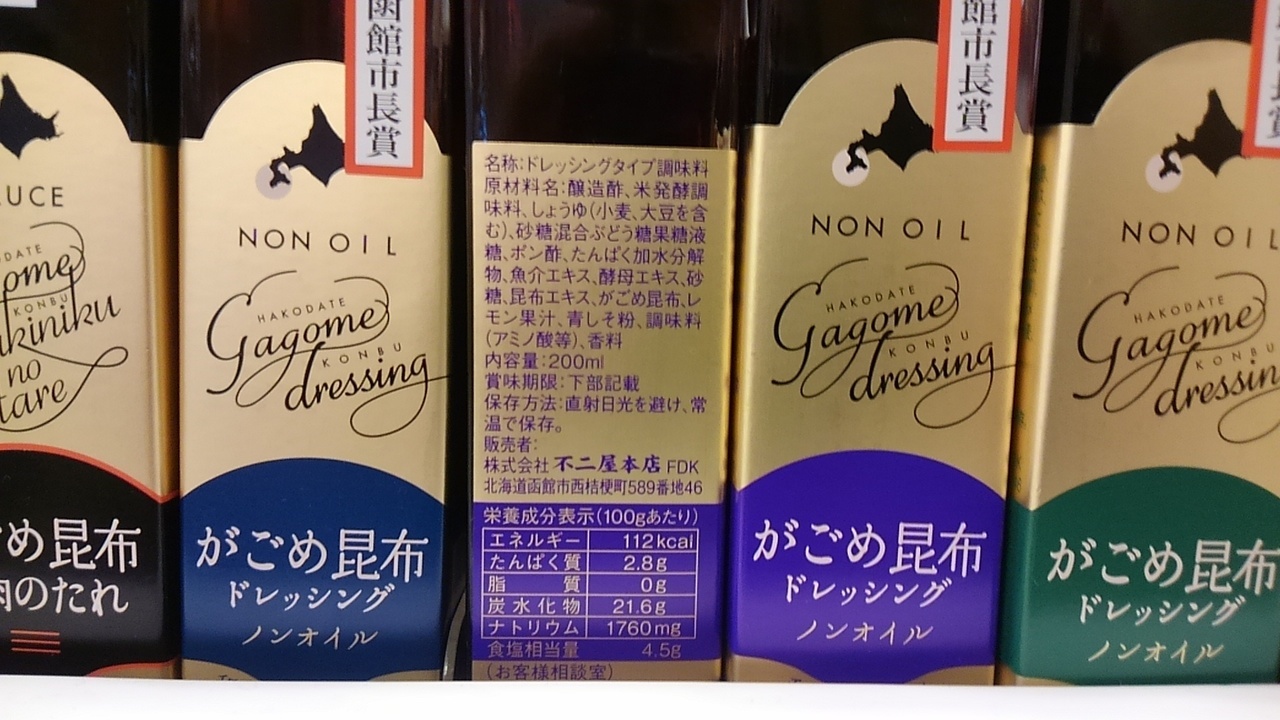 UCE
ome
KONBU
kiniku
no
tare
め昆布
のたれ
函館市長賞
NON OIL
HAKODATE
Gagome
KONBU
dressing
がごめ昆布
ドレッシング
ノンオイル
名称:ドレッシングタイプ調味料
原材料名:醸造酢、米発酵調
味料、しょうゆ(小麦、大豆を含
む)、砂糖混合ぶどう糖果糖液
糖、ポン酢、たんぱく加水分解
物、魚介エキス、酵母エキス、砂
糖、昆布エキス、がごめ昆布、レ
モン果汁、青しそ粉、調味料
(アミノ酸等)、香料
内容量:200ml
賞味期限:下部記載
保存方法:直射日光を避け、常
温で保存。
販売者:
株式会社 不二屋本店 FDK
北海道函館市西桔梗町589番地46
栄養成分表示(100gあたり)
エネルギー 112kcal
たんぱく質 2.8g
脂質 0g
炭水化物 21.6g
ナトリウム 1760mg
食塩相当量 4.5g
(お客様相談室)
館市長賞
NON OIL
HAKODATE
Gagome
KONBU
dressing
がごめ昆布
ドレッシング
ノンオイル
NON OIL
HAKODATE
Gagome
KONBU
dressin
がごめ昆布
ドレッシング
ノンオイル